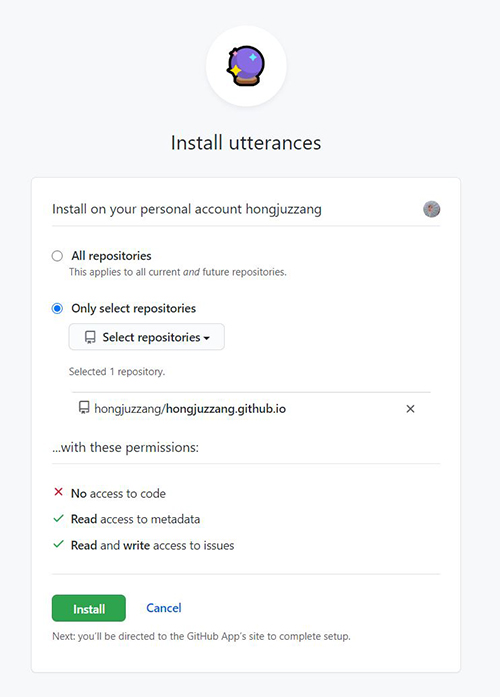 Install utterances
Install on your personal account hongjuzzang
All repositories
This applies to all current and future repositories.
Only select repositories
Select repositories
Selected 1 repository.
hongjuzzang/hongjuzzang.github.io
...with these permissions:
No access to code
Read access to metadata
Read and write access to issues
Install Cancel
Next: you'll be directed to the GitHub App's site to complete setup.